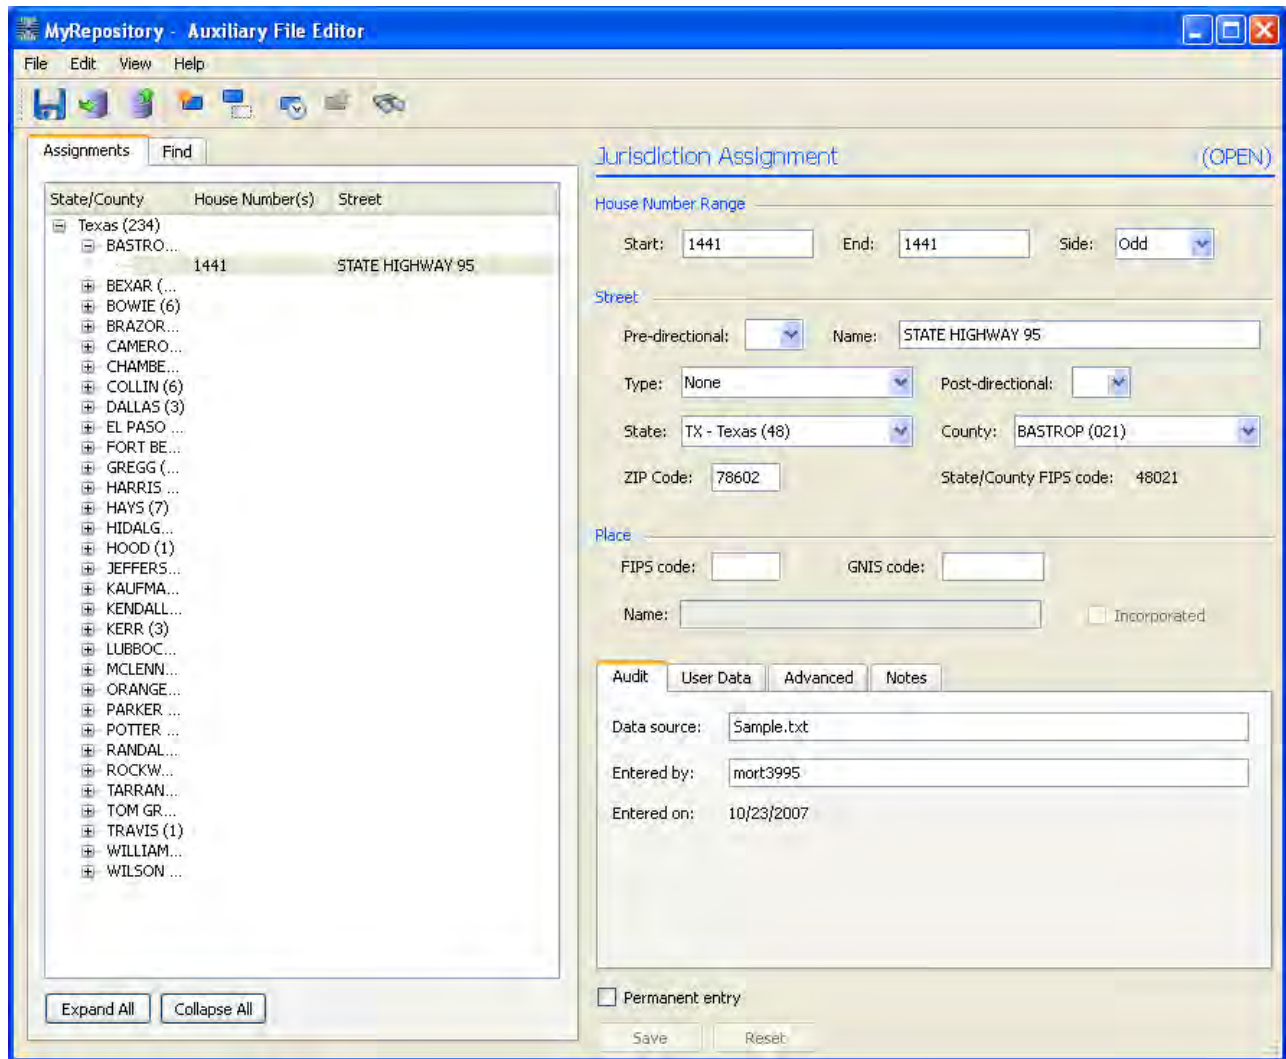 MyRepository - Auxiliary File Editor
File Edit View Help
Assignments Find
State/County House Number(s) Street
Texas (234)
BASTRO...
1441 STATE HIGHWAY 95
BEXAR (...
BOWIE (6)
BRAZOR...
CAMERO...
CHAMBE...
COLLIN (6)
DALLAS (3)
EL PASO ...
FORT BE...
GREGG (...
HARRIS ...
HAYS (7)
HIDALG...
HOOD (1)
JEFFERS...
KAUFMA...
KENDALL...
KERR (3)
LUBBOC...
MCLENN...
ORANGE...
PARKER ...
POTTER ...
RANDAL...
ROCKW...
TARRAN...
TOM GR...
TRAVIS (1)
WILLIAM...
WILSON ...
Expand All Collapse All
Jurisdiction Assignment (OPEN)
House Number Range
Start: 1441 End: 1441 Side: Odd
Street
Pre-directional: Name: STATE HIGHWAY 95
Type: None Post-directional:
State: TX - Texas (48) County: BASTROP (021)
ZIP Code: 78602 State/County FIPS code: 48021
Place
FIPS code: GNIS code:
Name: Incorporated
Audit User Data Advanced Notes
Data source: Sample.txt
Entered by: mort3995
Entered on: 10/23/2007
Permanent entry
Save Reset